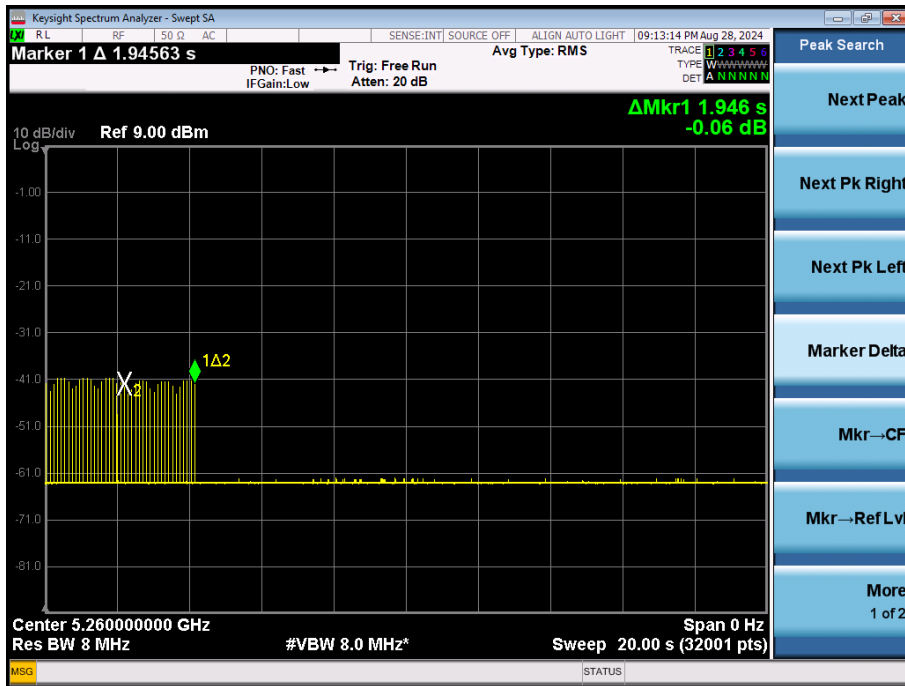 Keysight Spectrum Analyzer - Swept SA
LXI RL RF 50 Ω AC SENSE:INT SOURCE OFF ALIGN AUTO LIGHT 09:13:14 PM Aug 28, 2024
Marker 1 Δ 1.94563 s
PNO: Fast
IFGain:Low
Trig: Free Run
Atten: 20 dB
Avg Type: RMS
TRACE 1 2 3 4 5 6
TYPE WWWWWW
DET A N N N N N
Peak Search
Next Peak
Next Pk Right
Next Pk Left
Marker Delta
Mkr→CF
Mkr→Ref Lvl
More
1 of 2
ΔMkr1 1.946 s
-0.06 dB
10 dB/div Ref 9.00 dBm
Log
-1.00
-11.0
-21.0
-31.0
-41.0
-51.0
-61.0
-71.0
-81.0
1Δ2
X2
Center 5.260000000 GHz Span 0 Hz
Res BW 8 MHz #VBW 8.0 MHz* Sweep 20.00 s (32001 pts)
MSG STATUS